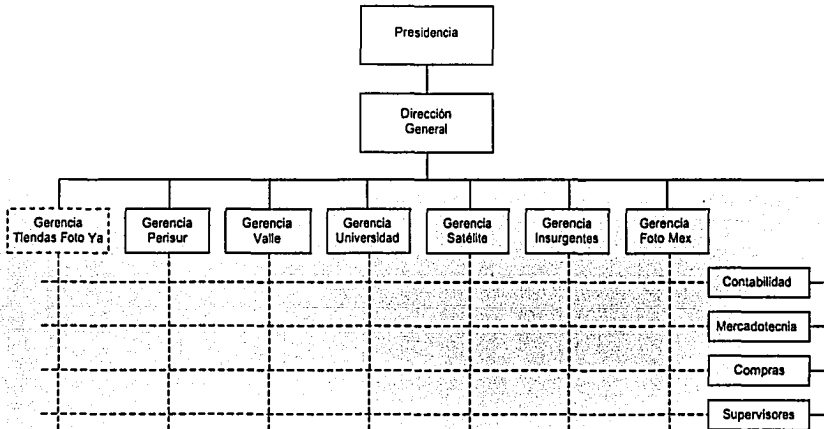 Presidencia
Dirección
General
Gerencia
Tiendas Foto Ya
Gerencia
Perisur
Gerencia
Valle
Gerencia
Universidad
Gerencia
Satélite
Gerencia
Insurgentes
Gerencia
Foto Mex
Contabilidad
Mercadotecnia
Compras
Supervisores